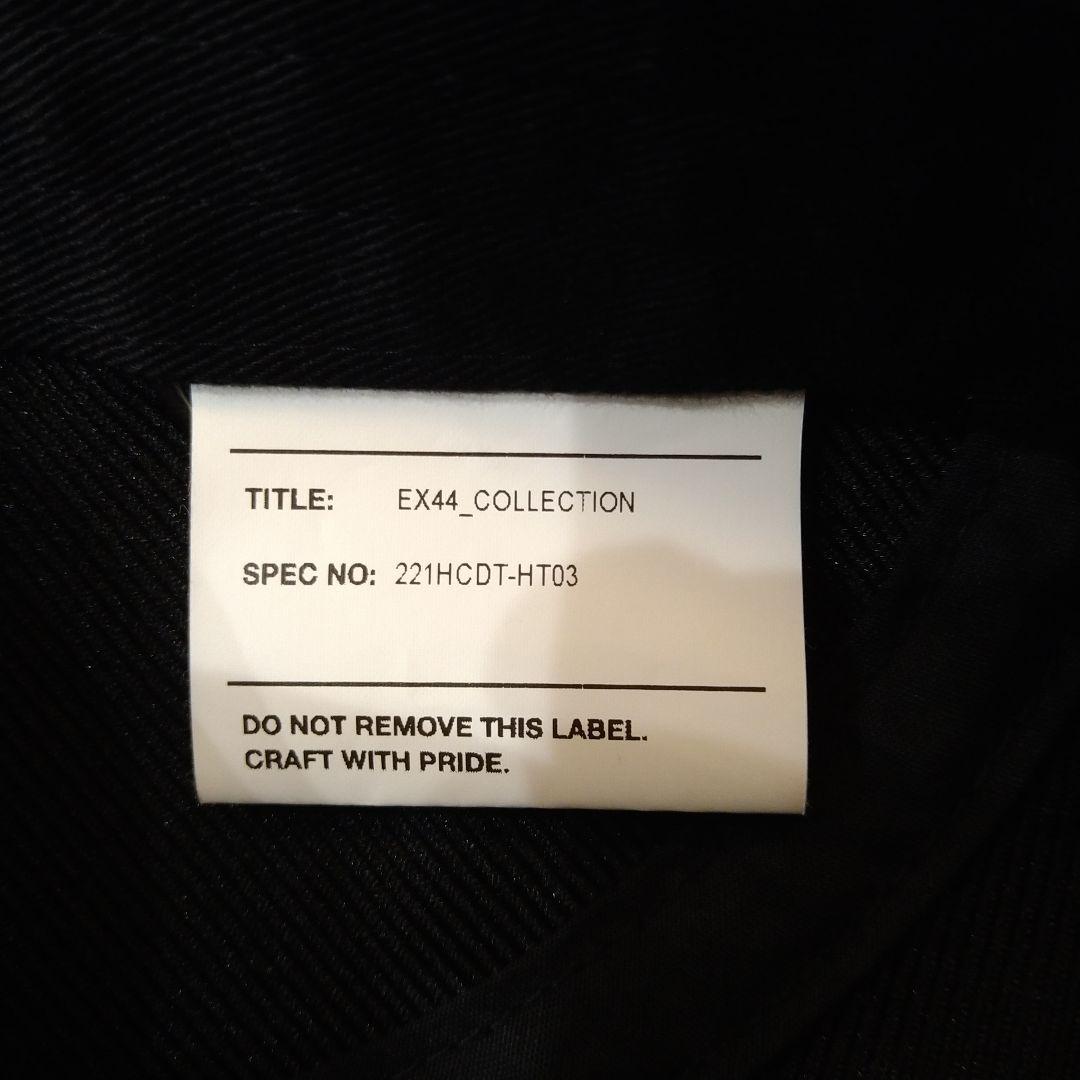 TITLE: EX44_COLLECTION
SPEC NO: 221HCDT-HT03
DO NOT REMOVE THIS LABEL.
CRAFT WITH PRIDE.